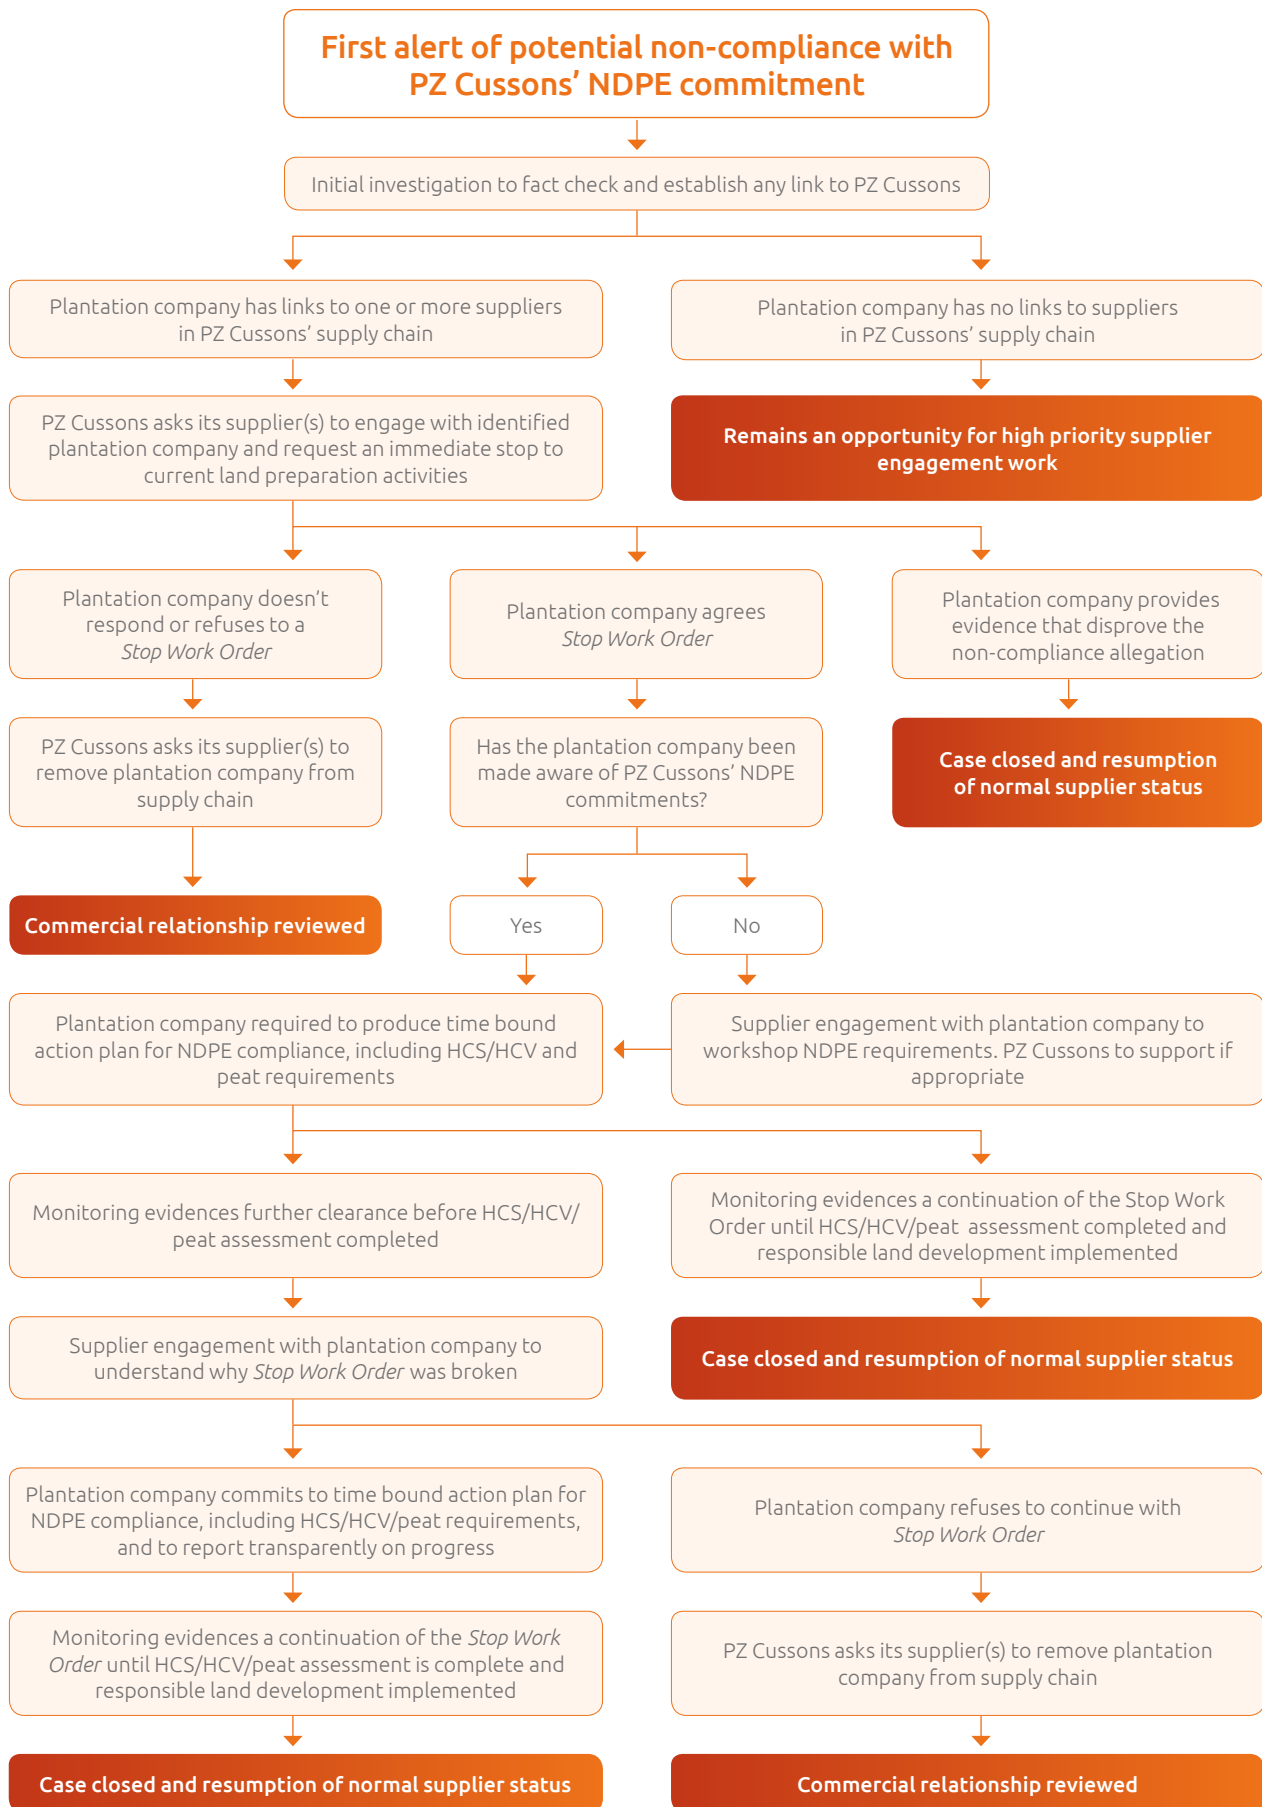 First alert of potential non-compliance with
PZ Cussons’ NDPE commitment
Initial investigation to fact check and establish any link to PZ Cussons
Plantation company has links to one or more suppliers
in PZ Cussons’ supply chain
Plantation company has no links to suppliers
in PZ Cussons’ supply chain
PZ Cussons asks its supplier(s) to engage with identified
plantation company and request an immediate stop to
current land preparation activities
Remains an opportunity for high priority supplier
engagement work
Plantation company doesn’t
respond or refuses to a
Stop Work Order
Plantation company agrees
Stop Work Order
Plantation company provides
evidence that disprove the
non-compliance allegation
PZ Cussons asks its supplier(s) to
remove plantation company from
supply chain
Has the plantation company been
made aware of PZ Cussons’ NDPE
commitments?
Case closed and resumption
of normal supplier status
Commercial relationship reviewed
Yes
No
Plantation company required to produce time bound
action plan for NDPE compliance, including HCS/HCV and
peat requirements
Supplier engagement with plantation company to
workshop NDPE requirements. PZ Cussons to support if
appropriate
Monitoring evidences further clearance before HCS/HCV/
peat assessment completed
Monitoring evidences a continuation of the Stop Work
Order until HCS/HCV/peat assessment completed and
responsible land development implemented
Supplier engagement with plantation company to
understand why Stop Work Order was broken
Case closed and resumption of normal supplier status
Plantation company commits to time bound action plan for
NDPE compliance, including HCS/HCV/peat requirements,
and to report transparently on progress
Plantation company refuses to continue with
Stop Work Order
Monitoring evidences a continuation of the Stop Work
Order until HCS/HCV/peat assessment is complete and
responsible land development implemented
PZ Cussons asks its supplier(s) to remove plantation
company from supply chain
Case closed and resumption of normal supplier status
Commercial relationship reviewed